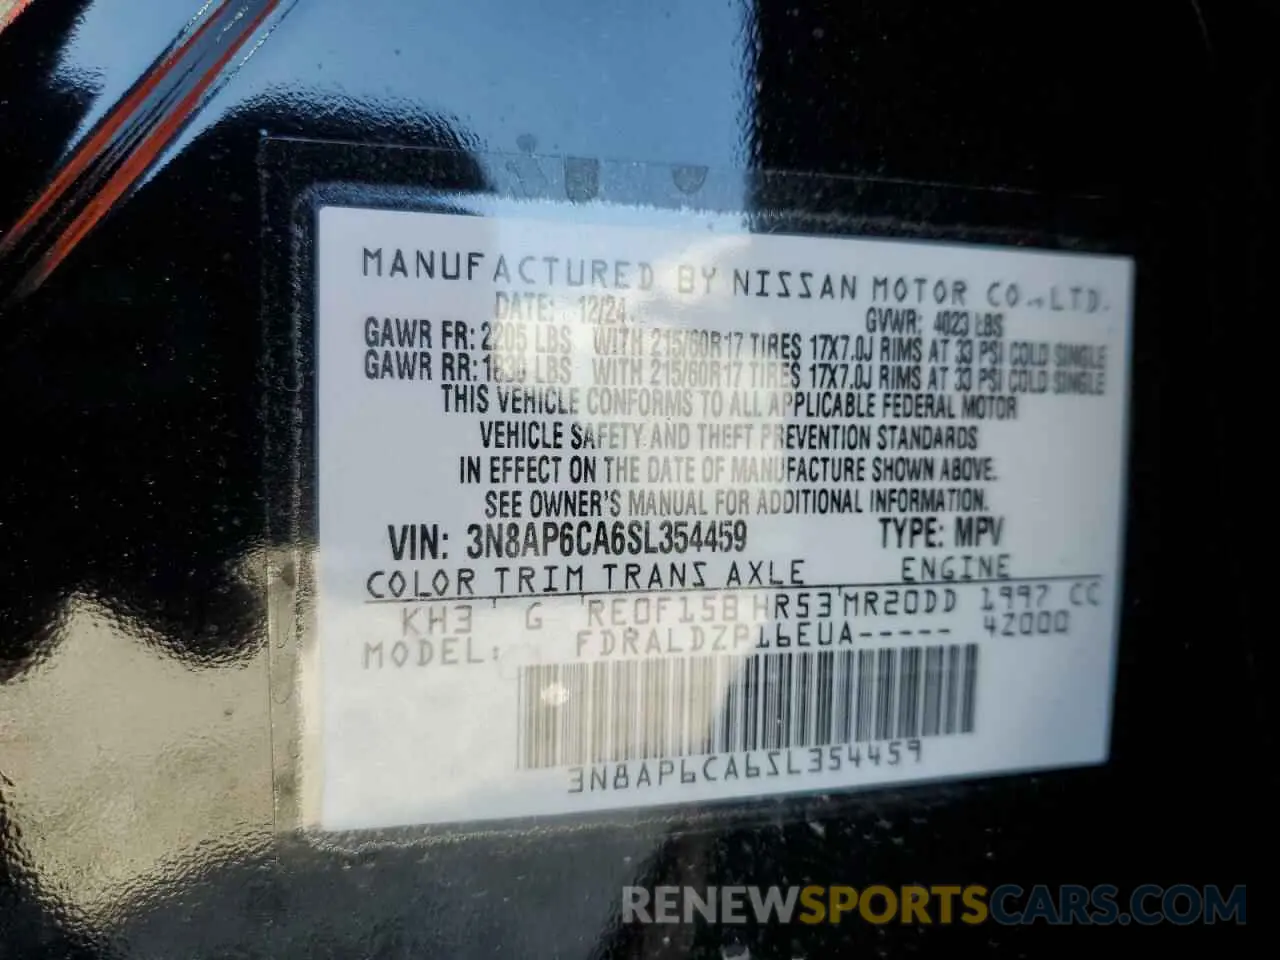 MANUFACTURED BY NISSAN MOTOR CO.,LTD.
DATE: 12/24 GVWR: 4023 LBS
GAWR FR: 2205 LBS WITH 215/60R17 TIRES 17X7.0J RIMS AT 33 PSI COLD SINGLE
GAWR RR: 1830 LBS WITH 215/60R17 TIRES 17X7.0J RIMS AT 33 PSI COLD SINGLE
THIS VEHICLE CONFORMS TO ALL APPLICABLE FEDERAL MOTOR
VEHICLE SAFETY AND THEFT PREVENTION STANDARDS
IN EFFECT ON THE DATE OF MANUFACTURE SHOWN ABOVE.
SEE OWNER'S MANUAL FOR ADDITIONAL INFORMATION.
VIN: 3N8AP6CA6SL354459 TYPE: MPV
COLOR TRIM TRANS AXLE ENGINE
KH3 G RE0F15B HR53 MR20DD 1997 CC
MODEL: FDRALDZP16EUA----- 42000
3N8AP6CA6SL354459
RENEWSPORTSCARS.COM